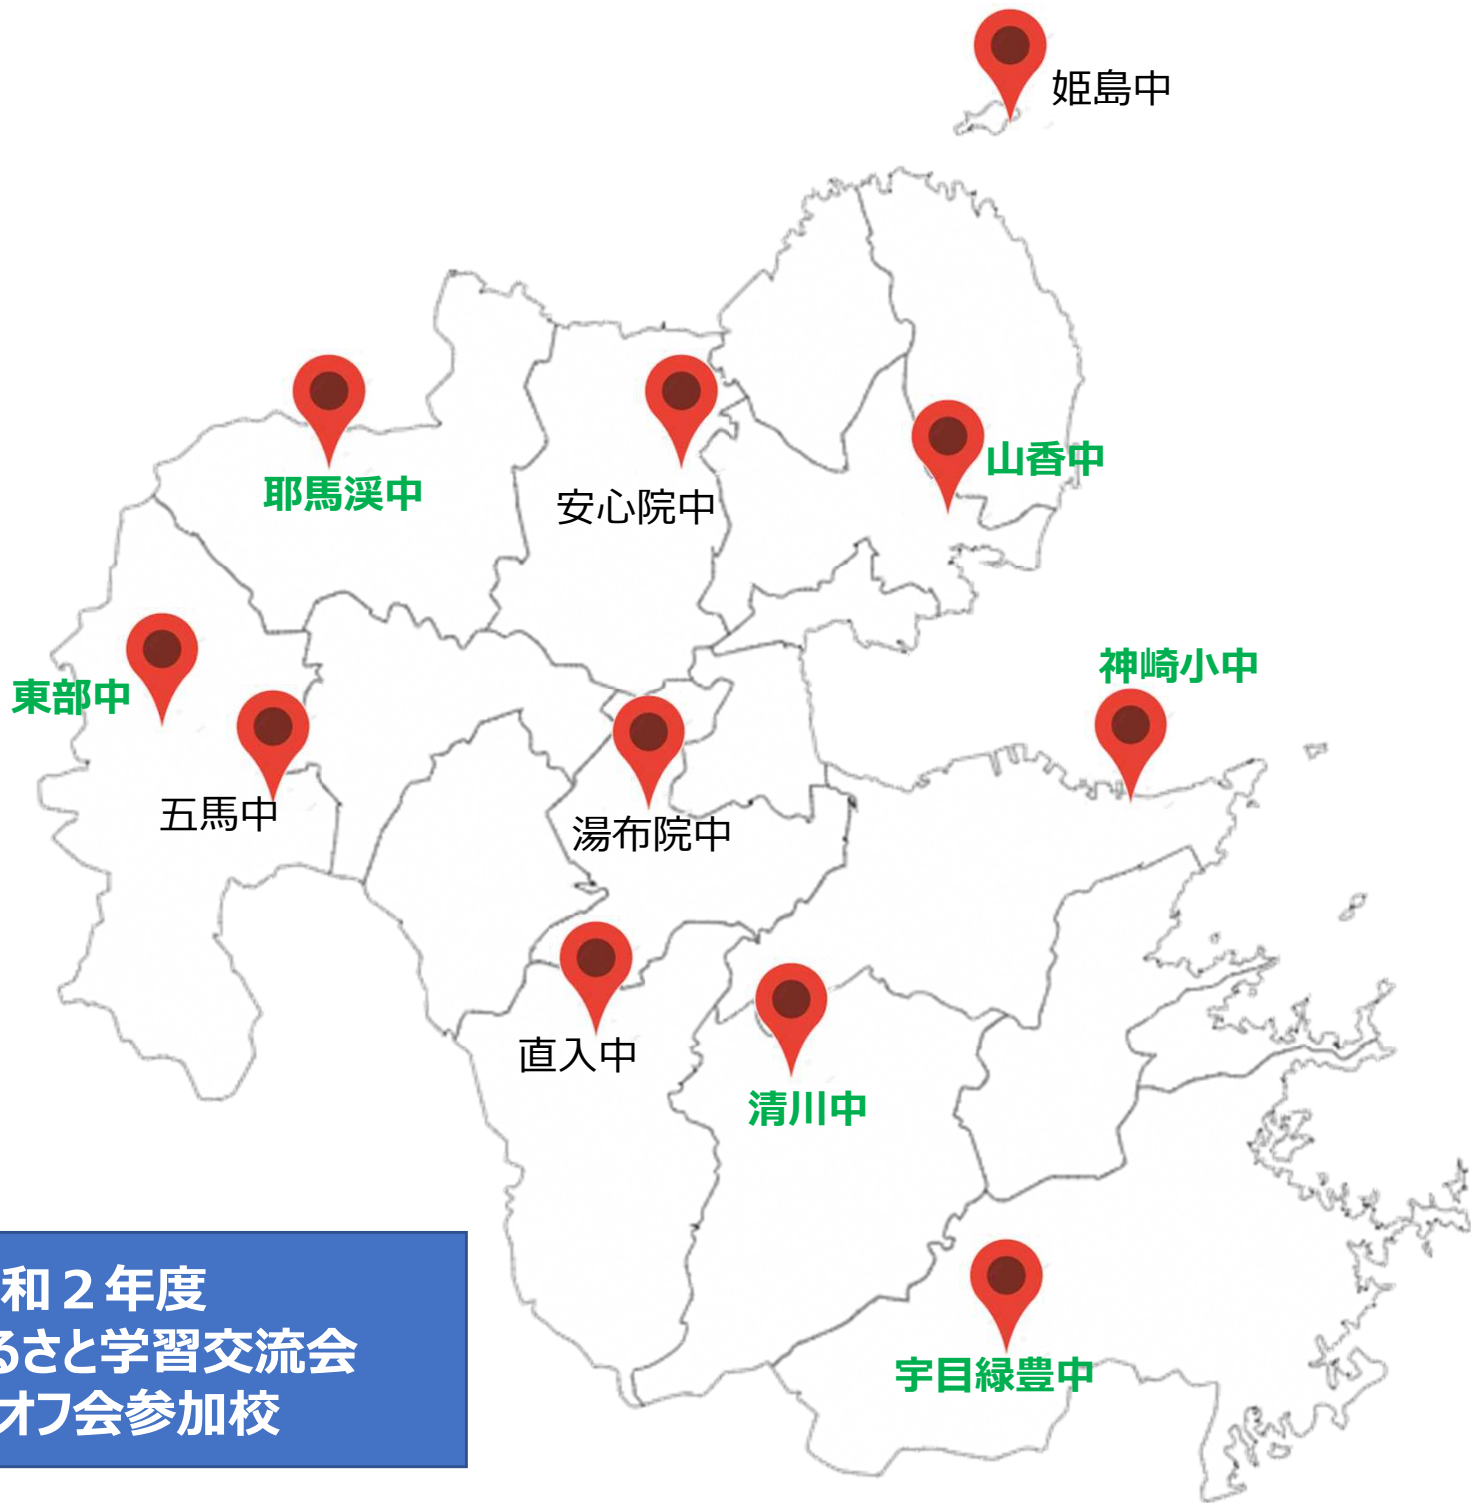 姫島中
耶馬渓中
安心院中
山香中
東部中
五馬中
湯布院中
神崎小中
直入中
清川中
宇目緑豊中
和２年度
るさと学習交流会
オフ会参加校